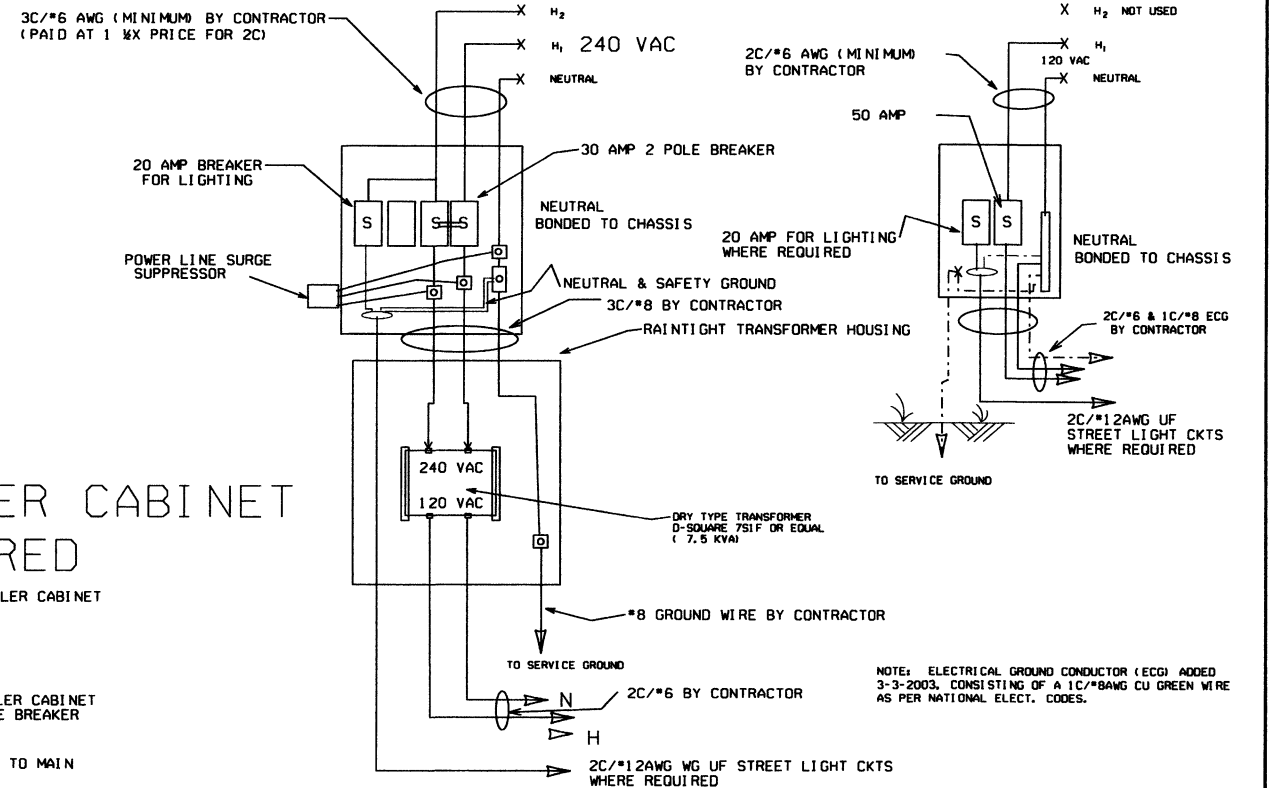 3C/#6 AWG (MINIMUM) BY CONTRACTOR
(PAID AT 1 ½X PRICE FOR 2C)
H2
H1 240 VAC
NEUTRAL
20 AMP BREAKER
FOR LIGHTING
30 AMP 2 POLE BREAKER
S
S
S
NEUTRAL
BONDED TO CHASSIS
POWER LINE SURGE
SUPPRESSOR
NEUTRAL & SAFETY GROUND
3C/#8 BY CONTRACTOR
RAINTIGHT TRANSFORMER HOUSING
240 VAC
120 VAC
DRY TYPE TRANSFORMER
D-SQUARE 7S1F OR EQUAL
( 7.5 KVA)
#8 GROUND WIRE BY CONTRACTOR
TO SERVICE GROUND
2C/#6 BY CONTRACTOR
N
H
2C/#12AWG WG UF STREET LIGHT CKTS
WHERE REQUIRED
H2 NOT USED
H1
120 VAC
NEUTRAL
2C/#6 AWG (MINIMUM)
BY CONTRACTOR
50 AMP
S
S
20 AMP FOR LIGHTING
WHERE REQUIRED
NEUTRAL
BONDED TO CHASSIS
2C/#6 & 1C/#8 ECG
BY CONTRACTOR
2C/#12AWG UF
STREET LIGHT CKTS
WHERE REQUIRED
TO SERVICE GROUND
NOTE: ELECTRICAL GROUND CONDUCTOR (ECG) ADDED
3-3-2003, CONSISTING OF A 1C/#8AWG CU GREEN WIRE
AS PER NATIONAL ELECT. CODES.
ER CABINET
RED
LER CABINET
LER CABINET
E BREAKER
TO MAIN